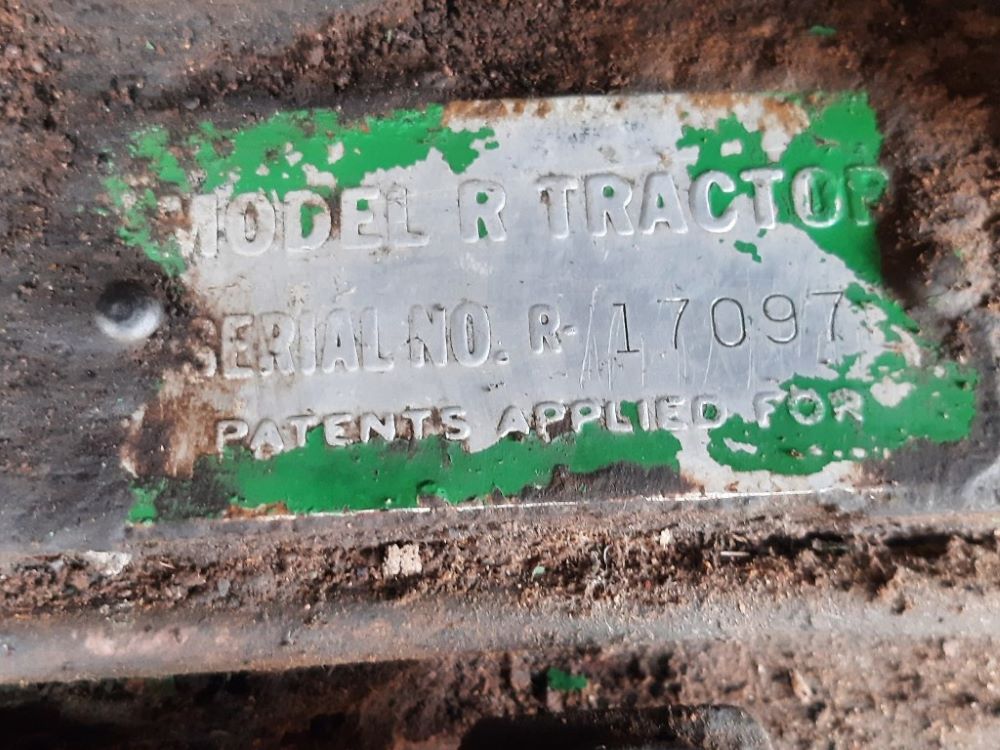 MODEL R TRACTOR
SERIAL NO. R-17097
PATENTS APPLIED FOR